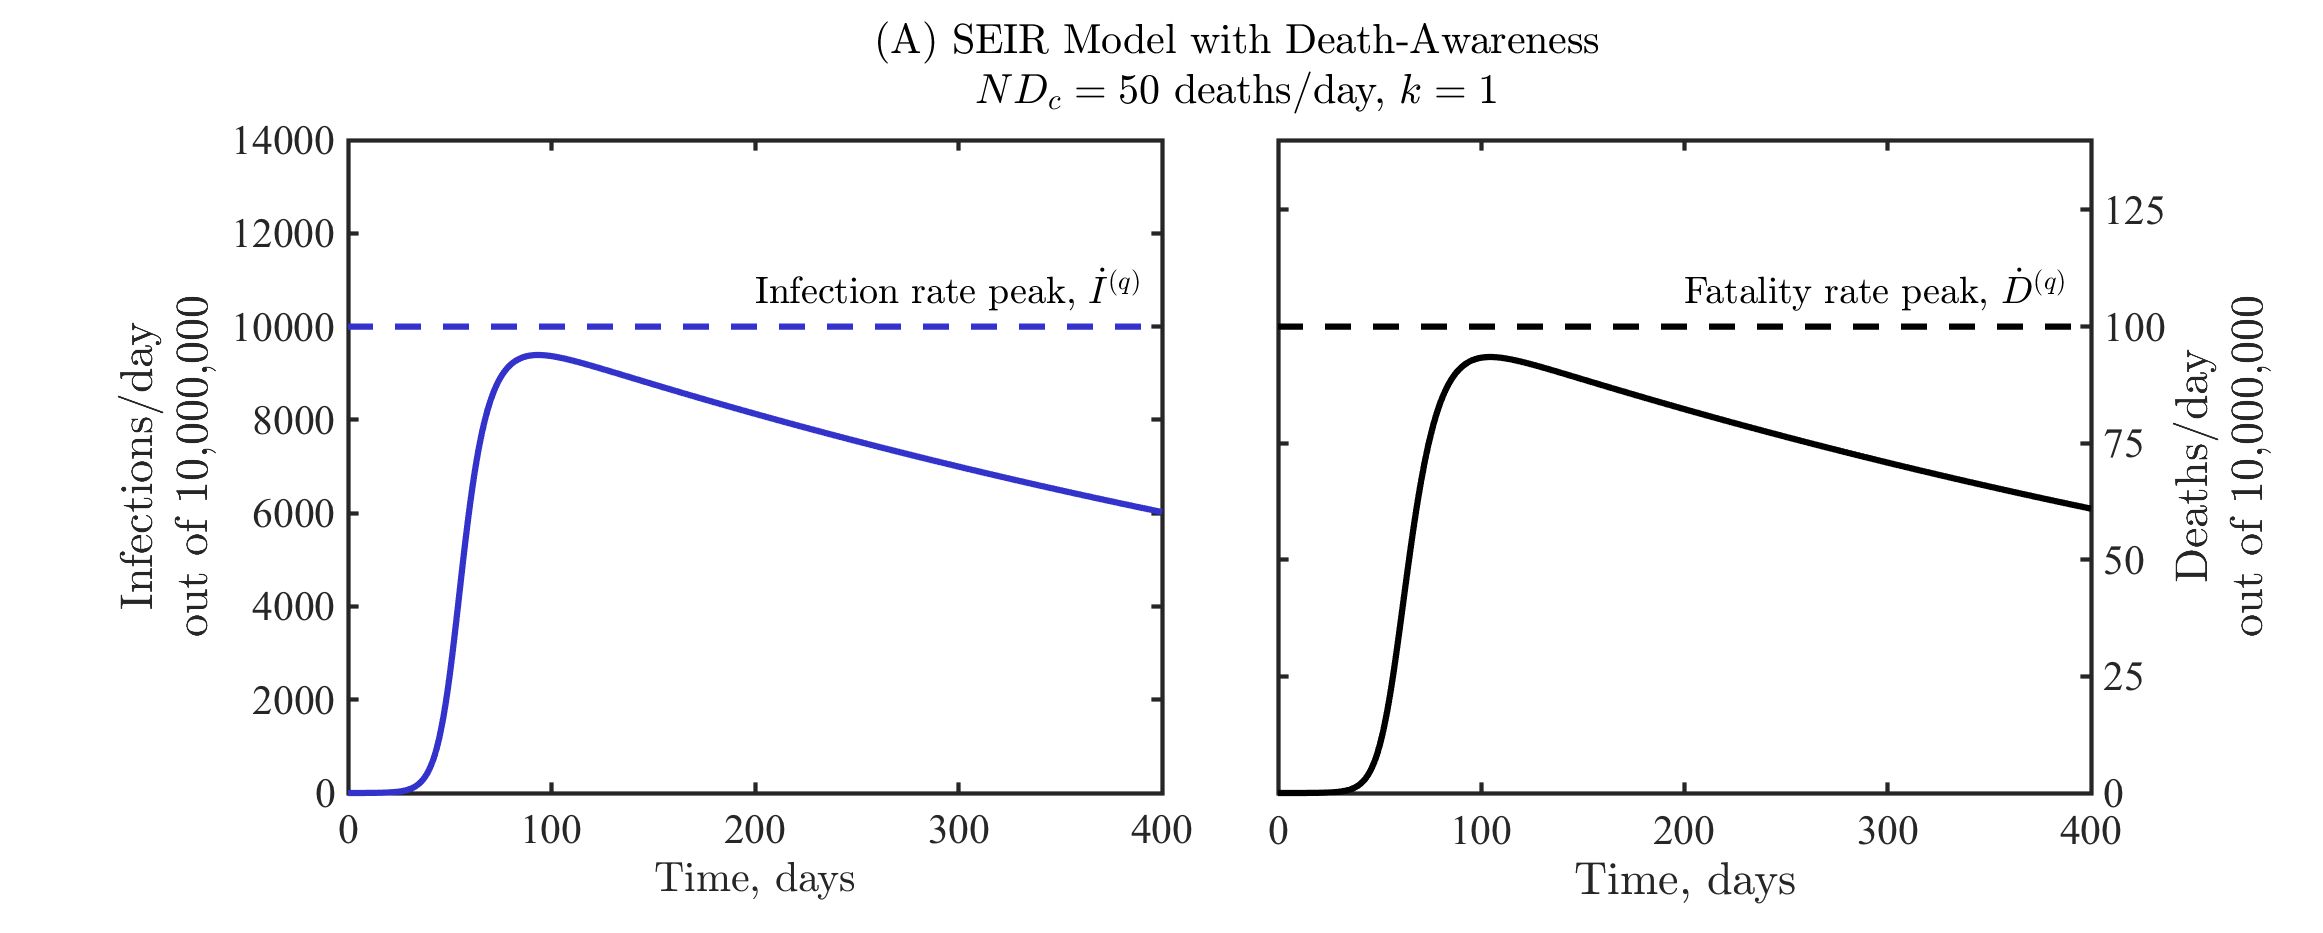 (A) SEIR Model with Death-Awareness
ND_c = 50 deaths/day, k = 1
Infections/day
out of 10,000,000
14000
12000
10000
8000
6000
4000
2000
0
Infection rate peak, İ^(q)
0 100 200 300 400
Time, days
Fatality rate peak, Ḋ^(q)
125
100
75
50
25
0
0 100 200 300 400
Time, days
Deaths/day
out of 10,000,000